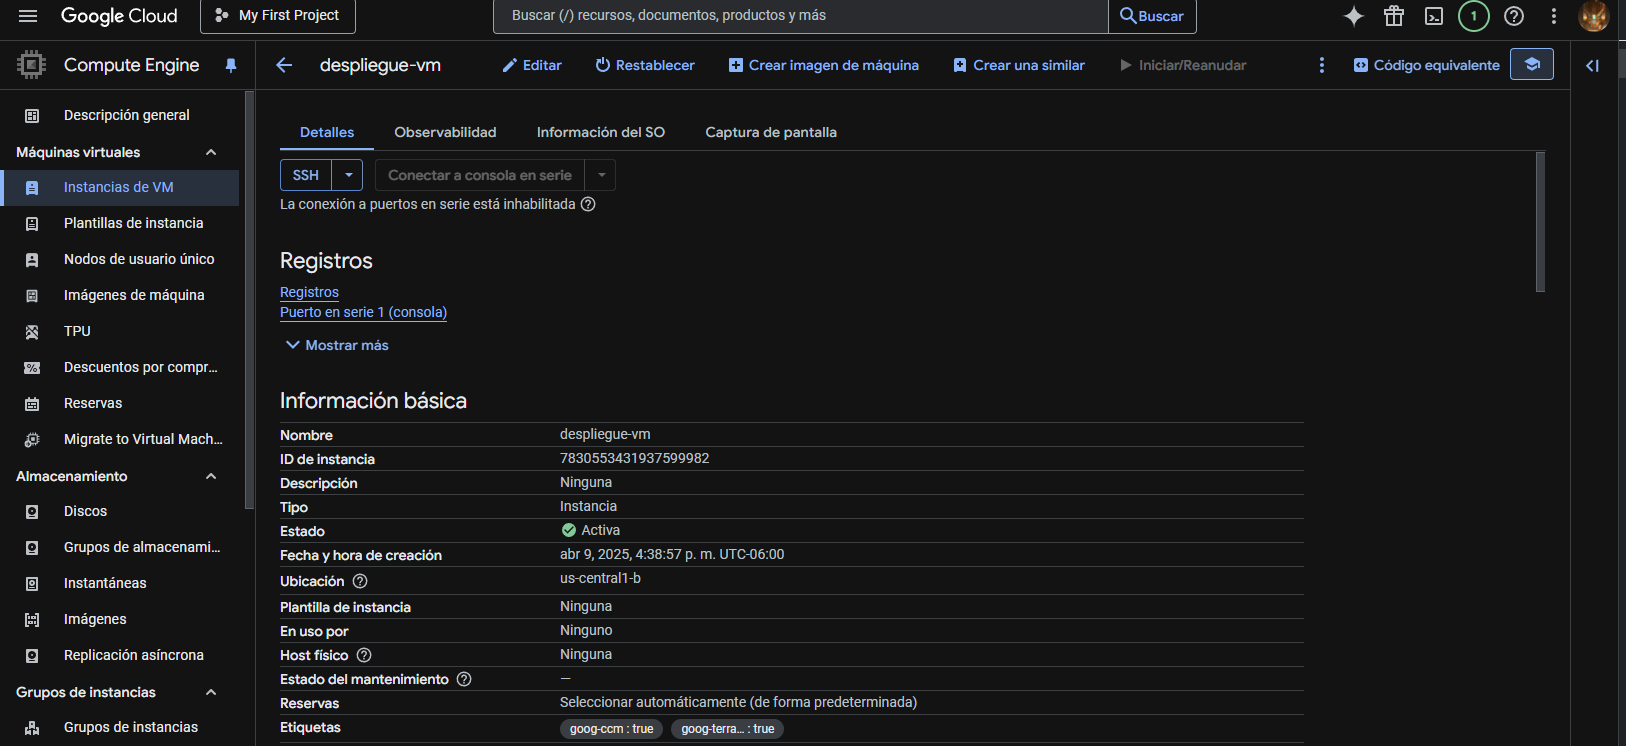 Google Cloud
My First Project
Buscar (/) recursos, documentos, productos y más
Buscar
1
Compute Engine
despliegue-vm
Editar
Restablecer
Crear imagen de máquina
Crear una similar
Iniciar/Reanudar
Código equivalente
Descripción general
Máquinas virtuales
Instancias de VM
Plantillas de instancia
Nodos de usuario único
Imágenes de máquina
TPU
Descuentos por compr...
Reservas
Migrate to Virtual Mach...
Almacenamiento
Discos
Grupos de almacenami...
Instantáneas
Imágenes
Replicación asíncrona
Grupos de instancias
Grupos de instancias
Detalles
Observabilidad
Información del SO
Captura de pantalla
SSH
Conectar a consola en serie
La conexión a puertos en serie está inhabilitada
Registros
Registros
Puerto en serie 1 (consola)
Mostrar más
Información básica
Nombre despliegue-vm
ID de instancia 7830553431937599982
Descripción Ninguna
Tipo Instancia
Estado Activa
Fecha y hora de creación abr 9, 2025, 4:38:57 p. m. UTC-06:00
Ubicación us-central1-b
Plantilla de instancia Ninguna
En uso por Ninguno
Host físico Ninguna
Estado del mantenimiento —
Reservas Seleccionar automáticamente (de forma predeterminada)
Etiquetas goog-ccm : true goog-terra... : true